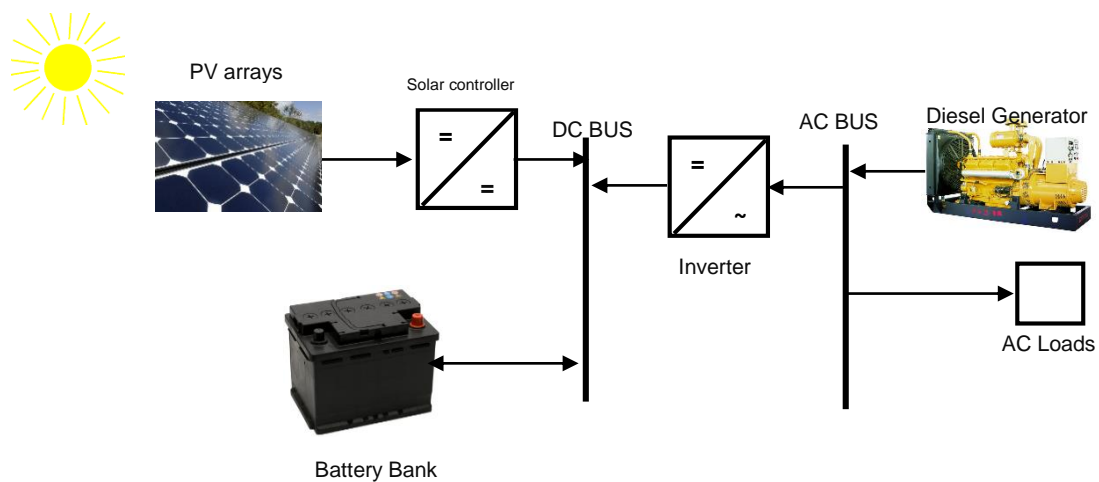 PV arrays
Solar controller
=
=
DC BUS
=
~
Inverter
AC BUS
Diesel Generator
AC Loads
Battery Bank